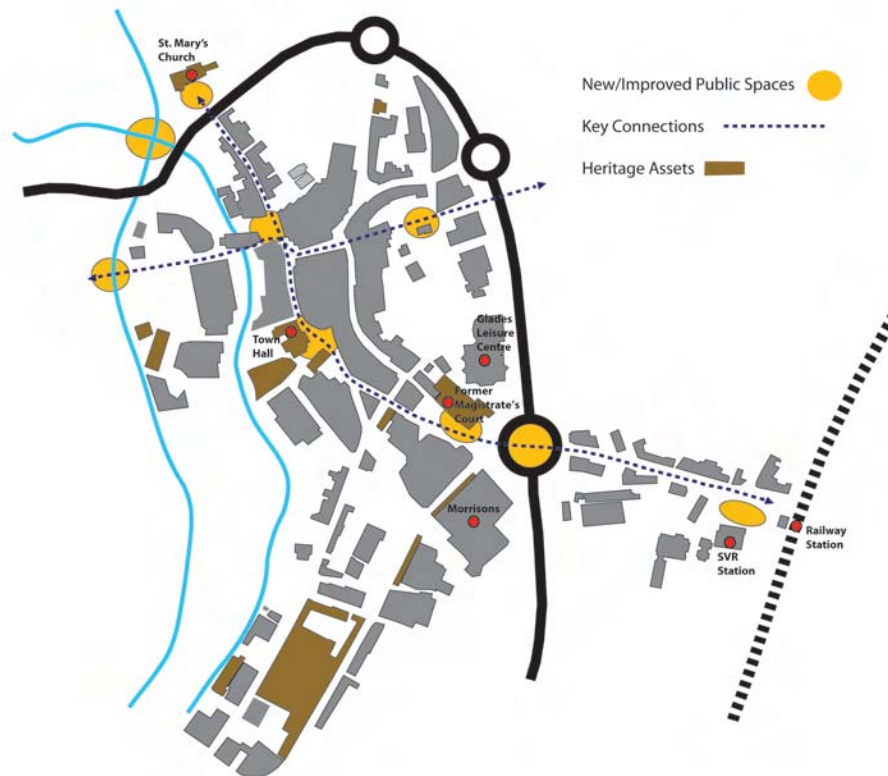 St. Mary's
Church
New/Improved Public Spaces
Key Connections
Heritage Assets
Town
Hall
Glades
Leisure
Centre
Former
Magistrate's
Court
Morrisons
SVR
Station
Railway
Station